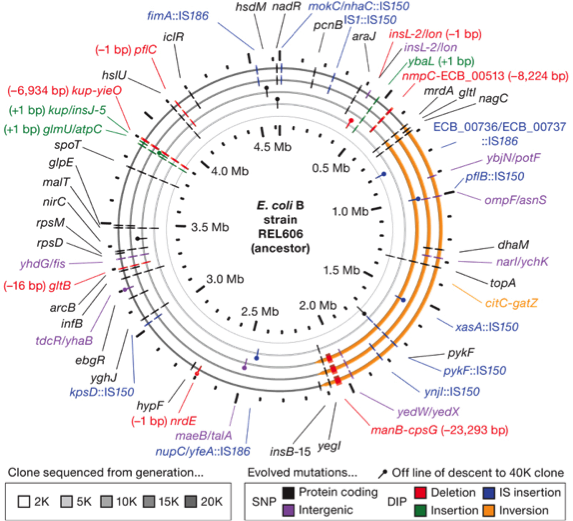 hsdM nadR
mokC/nhaC::IS150
fimA::IS186
IS1::IS150
pcnB
araJ
iclR
insL-2/lon (−1 bp)
insL-2/lon
(−1 bp) pflC
ybaL (+1 bp)
nmpC-ECB_00513 (−8,224 bp)
hslU
mrdA gltI
nagC
(−6,934 bp) kup-yieO
(+1 bp) kup/insJ-5
(+1 bp) glmU/atpC
ECB_00736/ECB_00737
::IS186
spoT
ybjN/potF
glpE
pflB::IS150
malT
ompF/asnS
nirC
rpsM
rpsD
dhaM
yhdG/fis
narI/ychK
(−16 bp) gltB
topA
arcB
citC-gatZ
infB
tdcR/yhaB
xasA::IS150
ebgR
pykF
yghJ
pykF::IS150
kpsD::IS150
ynjI::IS150
hypF
yedW/yedX
(−1 bp) nrdE
manB-cpsG (−23,293 bp)
maeB/talA
yegI
insB-15
nupC/yfeA::IS186
4.5 Mb
4.0 Mb
0.5 Mb
E. coli B
strain
REL606
(ancestor)
1.0 Mb
3.5 Mb
3.0 Mb
1.5 Mb
2.5 Mb
2.0 Mb
Clone sequenced from generation...
2K 5K 10K 15K 20K
Evolved mutations...
Off line of descent to 40K clone
SNP
Protein coding
Intergenic
DIP
Deletion
Insertion
IS insertion
Inversion